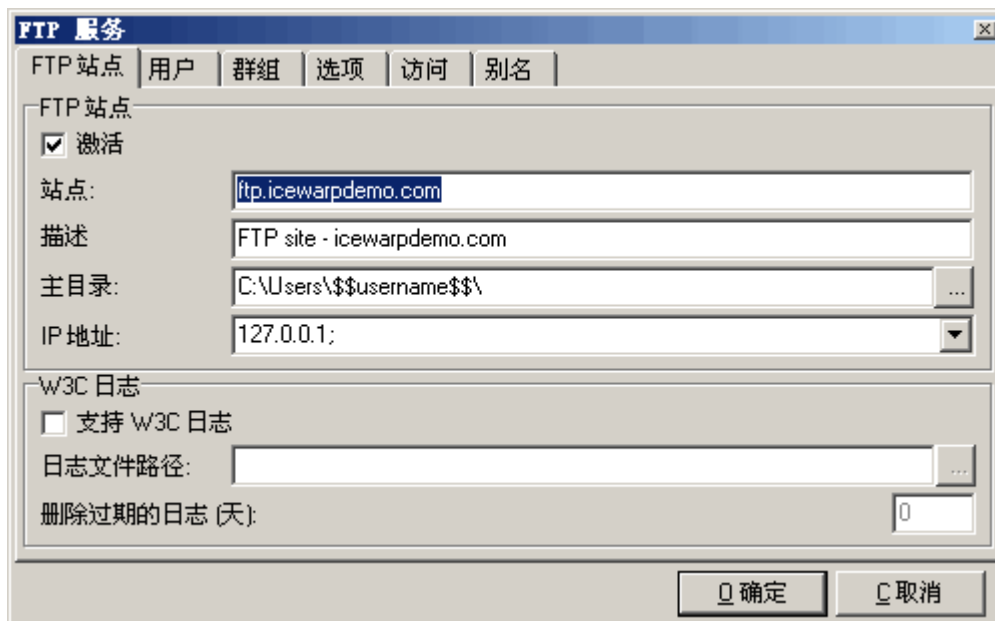 FTP 服务
FTP 站点 用户 群组 选项 访问 别名
FTP 站点
激活
站点: ftp.icewarpdemo.com
描述 FTP site - icewarpdemo.com
主目录: C:\Users\$$username$$\ ...
IP 地址: 127.0.0.1;
W3C 日志
支持 W3C 日志
日志文件路径: ...
删除过期的日志 (天): 0
O 确定 C 取消